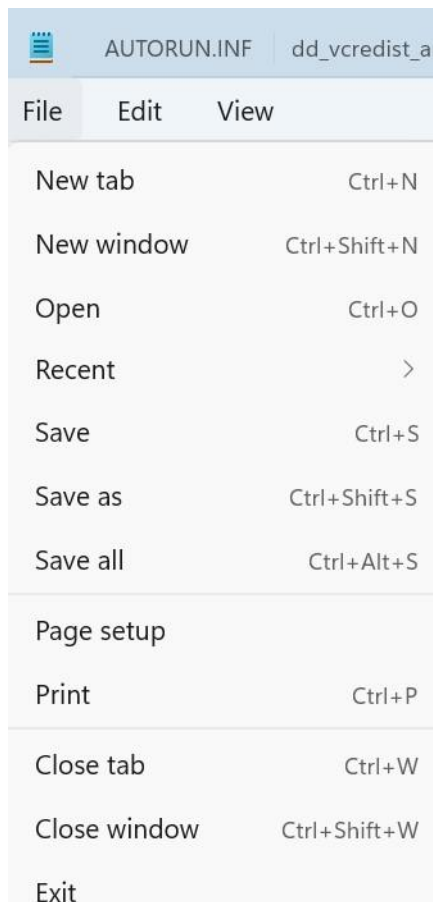 AUTORUN.INF dd_vcredist_a
File Edit View
New tab Ctrl+N
New window Ctrl+Shift+N
Open Ctrl+O
Recent
Save Ctrl+S
Save as Ctrl+Shift+S
Save all Ctrl+Alt+S
Page setup
Print Ctrl+P
Close tab Ctrl+W
Close window Ctrl+Shift+W
Exit